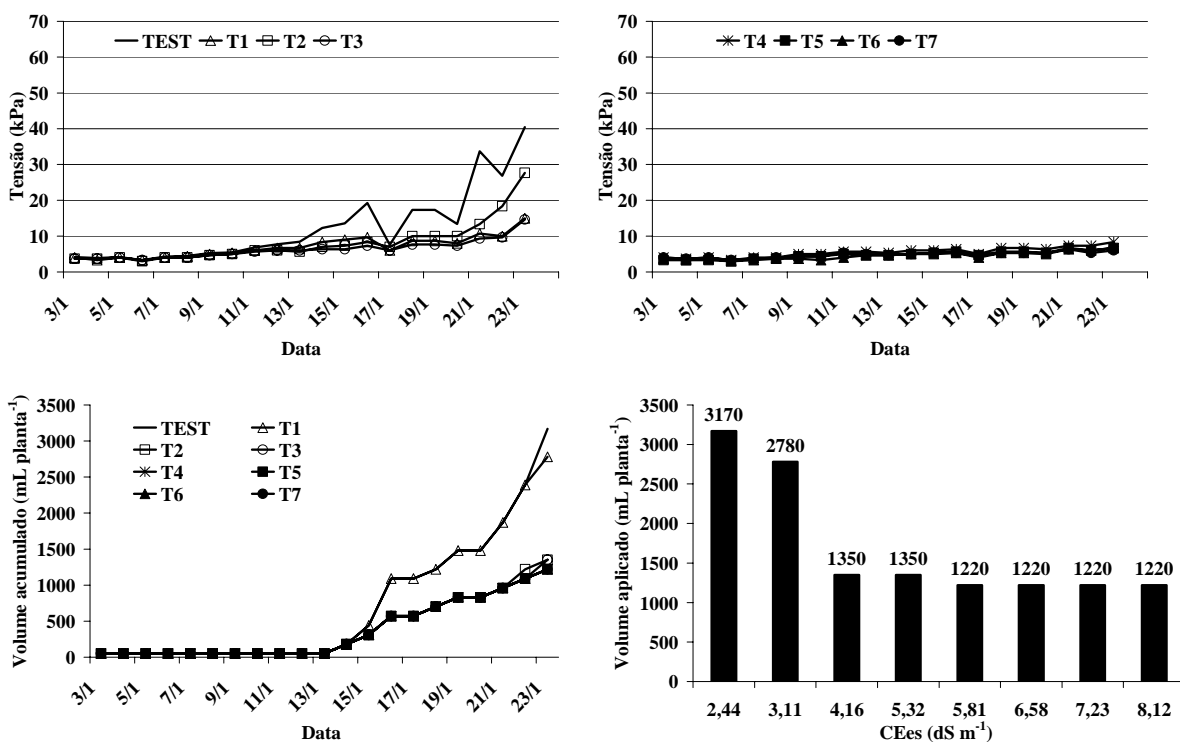 70
60
50
40
30
20
10
0
Tensão (kPa)
TEST T1 T2 T3
3/1 5/1 7/1 9/1 11/1 13/1 15/1 17/1 19/1 21/1 23/1
Data
70
60
50
40
30
20
10
0
Tensão (kPa)
T4 T5 T6 T7
3/1 5/1 7/1 9/1 11/1 13/1 15/1 17/1 19/1 21/1 23/1
Data
3500
3000
2500
2000
1500
1000
500
0
Volume acumulado (mL planta⁻¹)
TEST T1
T2 T3
T4 T5
T6 T7
3/1 5/1 7/1 9/1 11/1 13/1 15/1 17/1 19/1 21/1 23/1
Data
3500
3000
2500
2000
1500
1000
500
0
Volume aplicado (mL planta⁻¹)
3170 2780 1350 1350 1220 1220 1220 1220
2,44 3,11 4,16 5,32 5,81 6,58 7,23 8,12
CEes (dS m⁻¹)